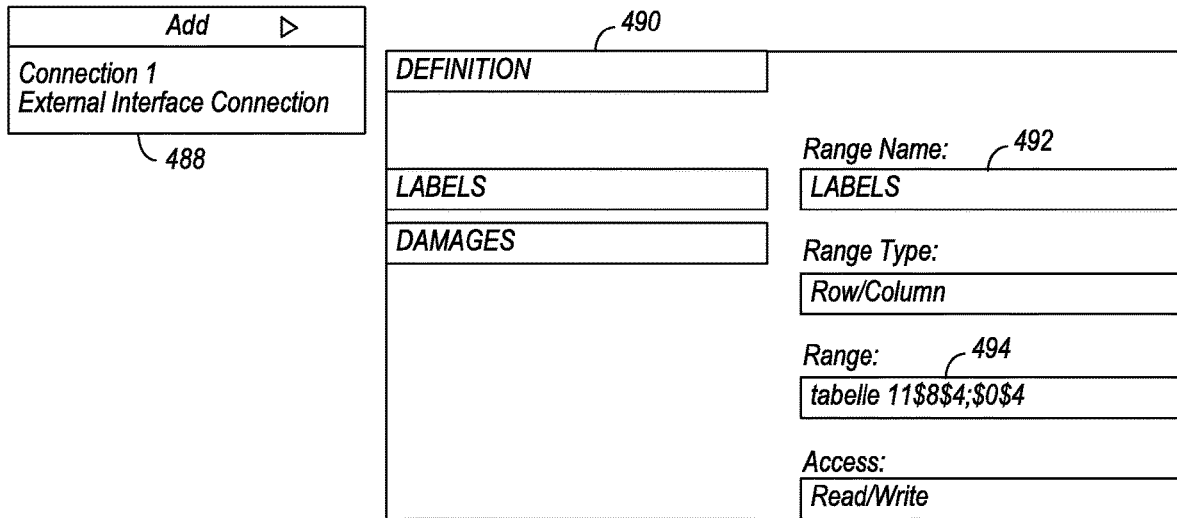 Add
Connection 1
External Interface Connection
488
490
DEFINITION
LABELS
DAMAGES
Range Name:
492
LABELS
Range Type:
Row/Column
Range:
494
tabelle 11$8$4;$0$4
Access:
Read/Write